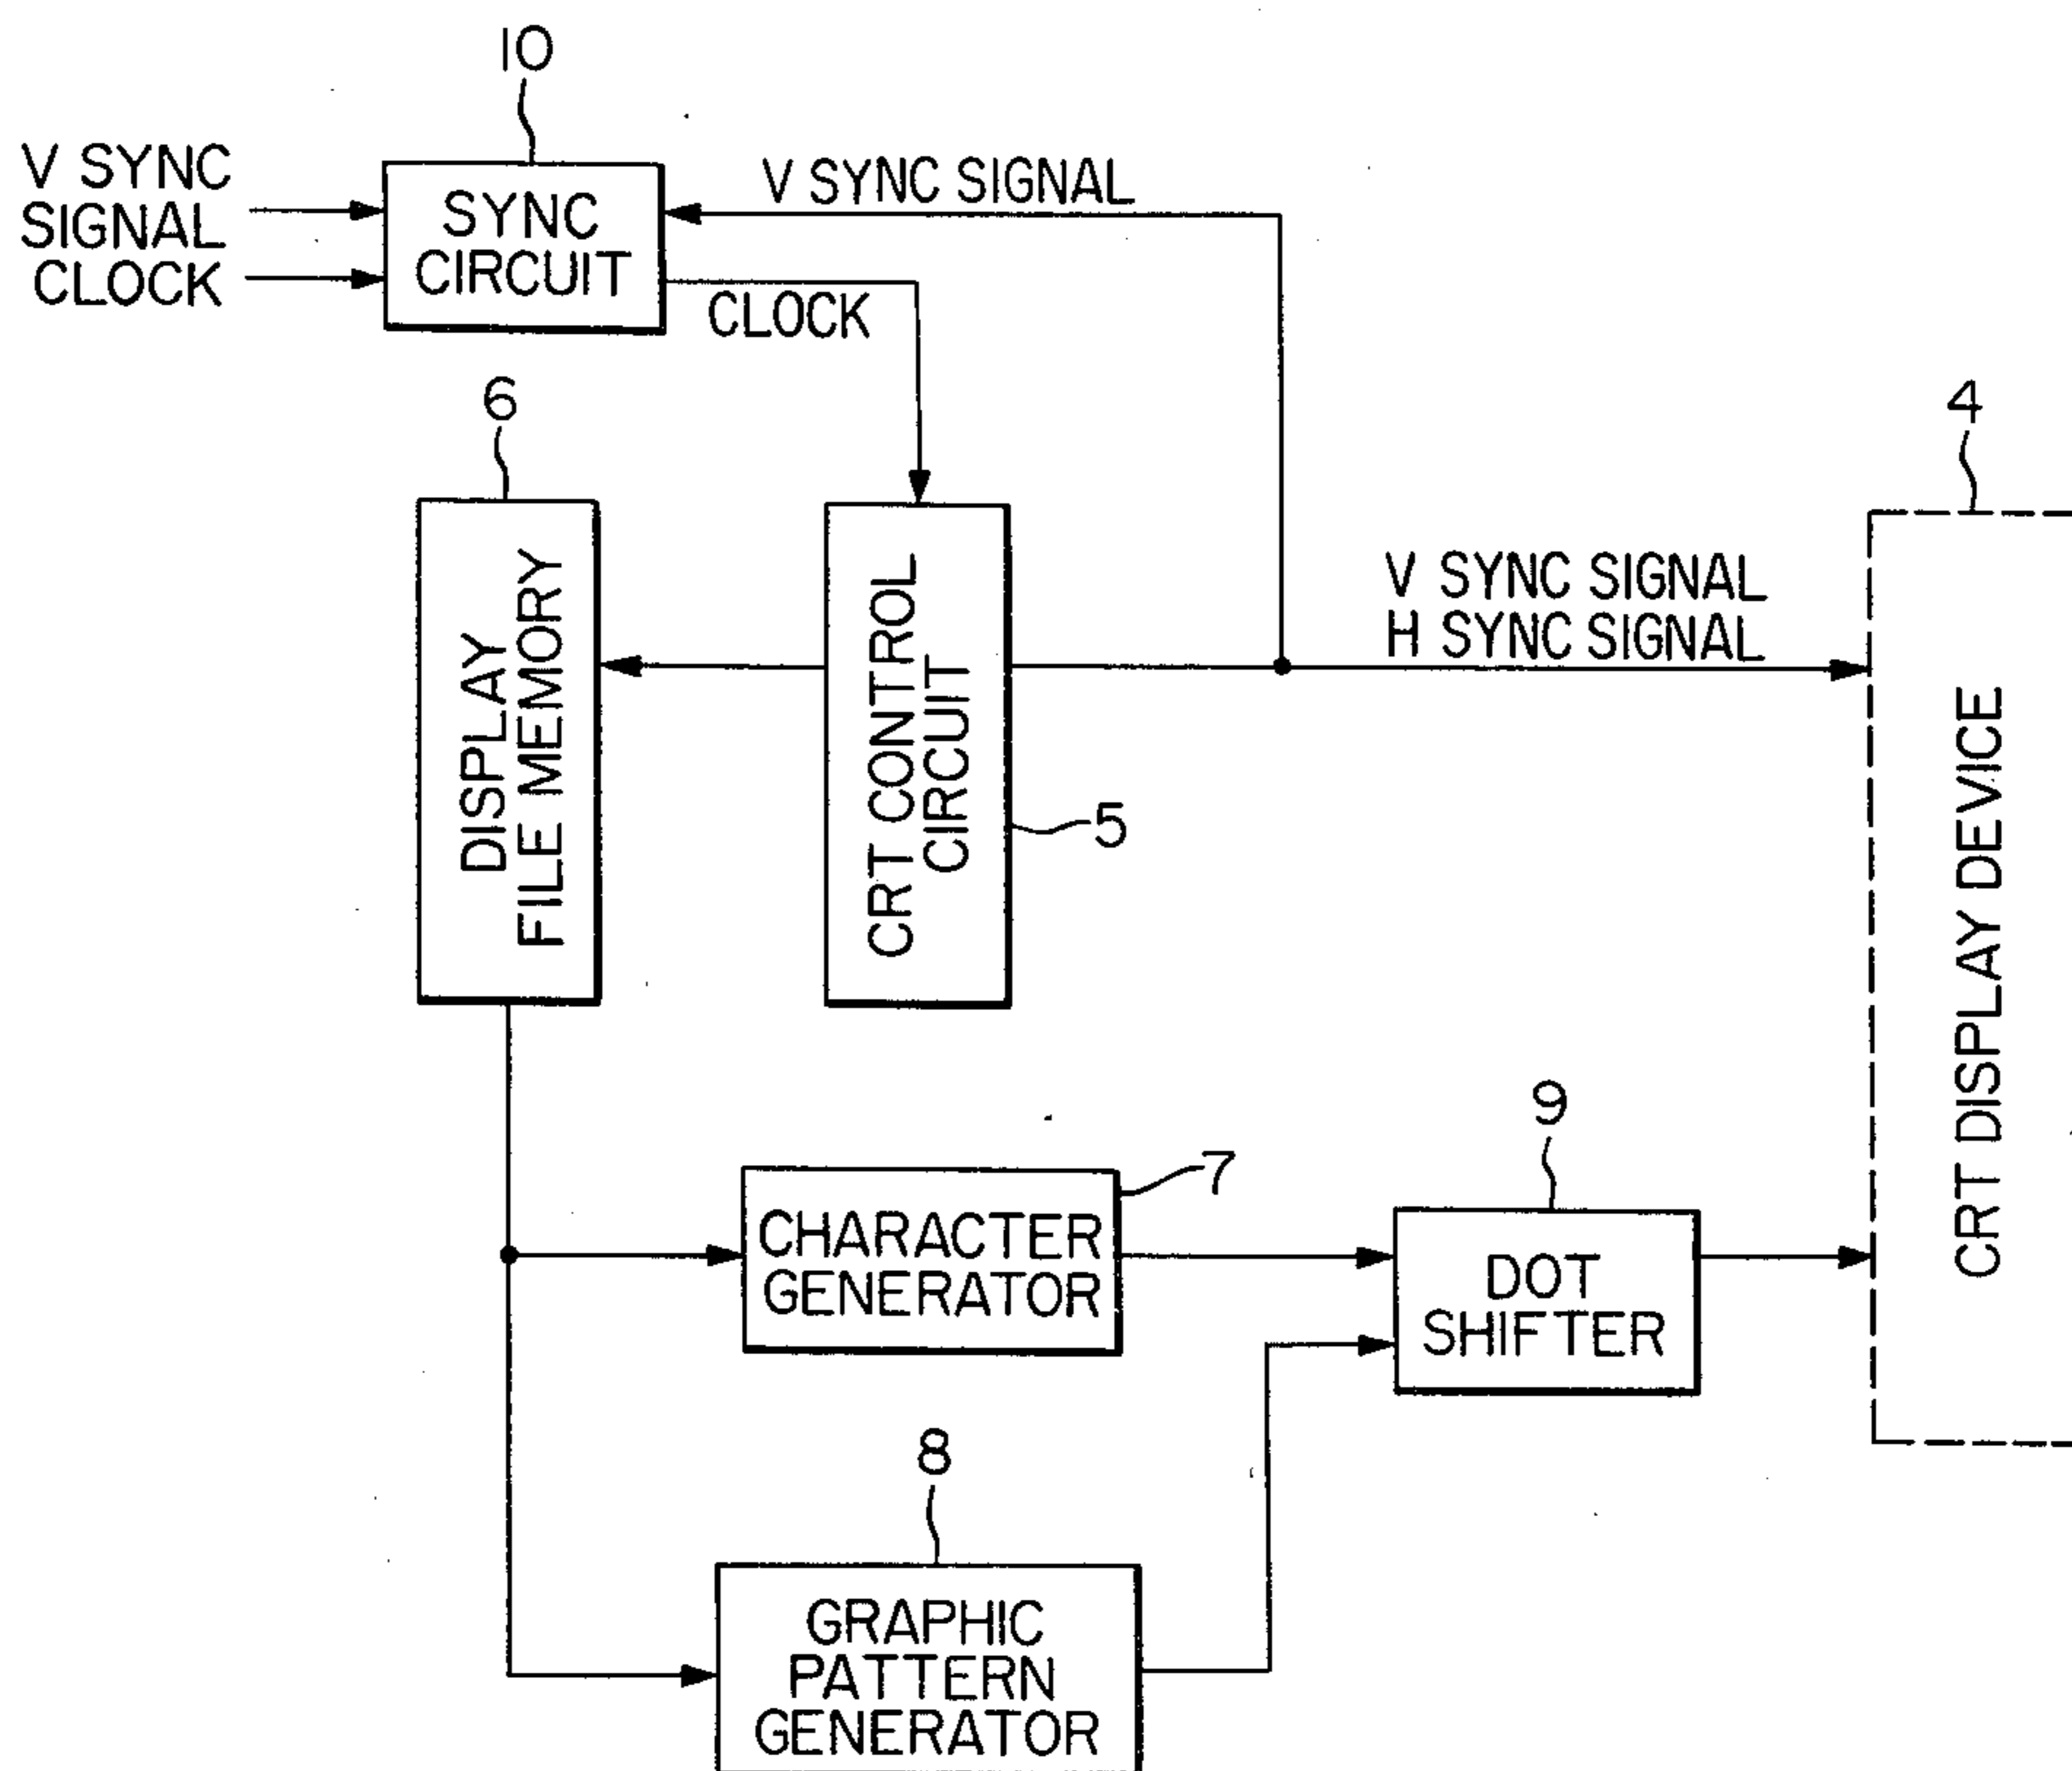 10
V SYNC
SIGNAL
CLOCK
SYNC
CIRCUIT
V SYNC SIGNAL
CLOCK
6
4
DISPLAY
FILE MEMORY
CRT CONTROL
CIRCUIT
5
V SYNC SIGNAL
H SYNC SIGNAL
CRT DISPLAY DEVICE
7
CHARACTER
GENERATOR
9
DOT
SHIFTER
8
GRAPHIC
PATTERN
GENERATOR